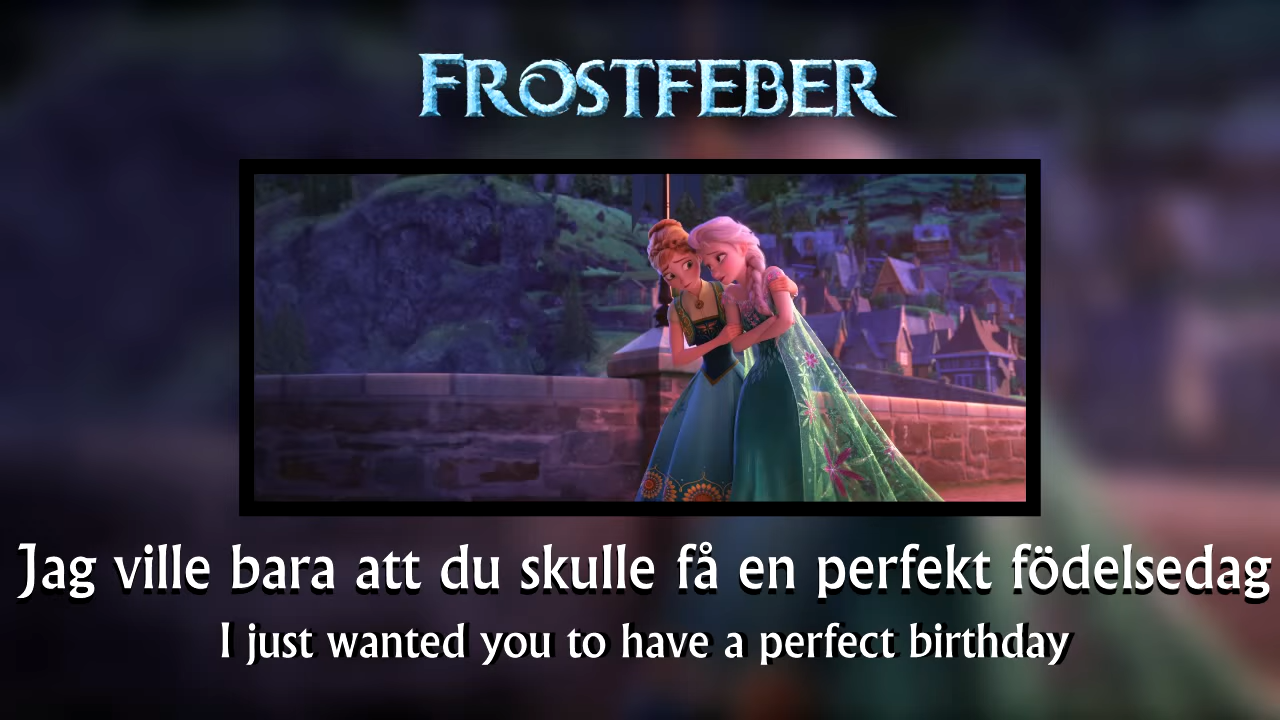 FROSTFEBER
Jag ville bara att du skulle få en perfekt födelsedag
I just wanted you to have a perfect birthday